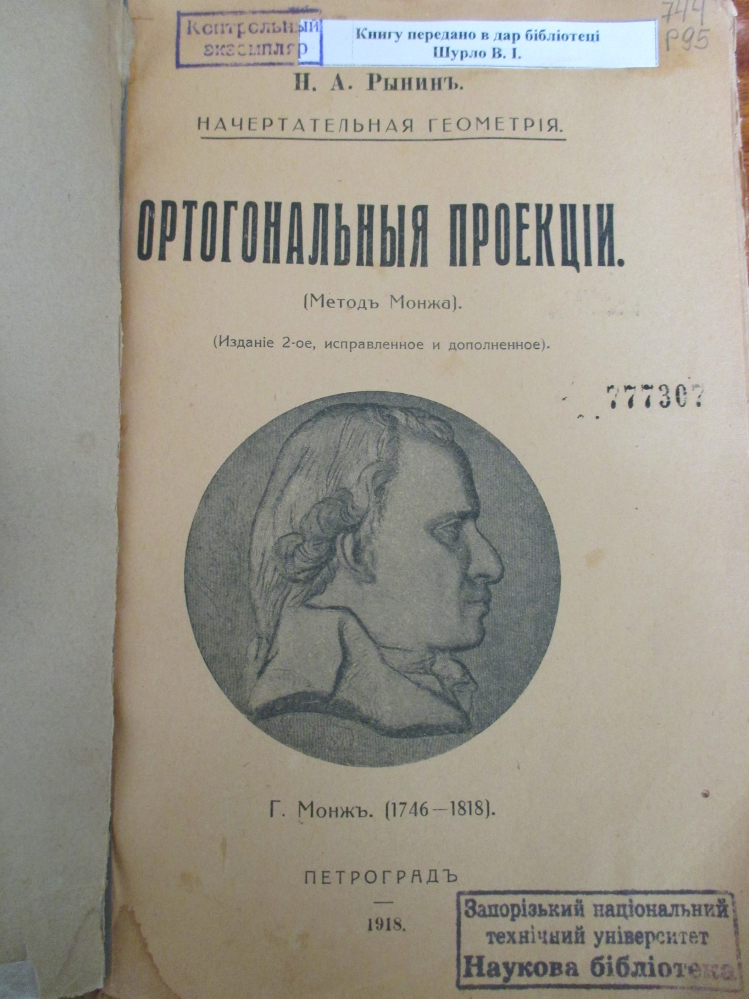 744
Р95
Контрольный
экземпляр
Книгу передано в дар бібліотеці
Шурло В. І.
Н. А. Рынинъ.
НАЧЕРТАТЕЛЬНАЯ ГЕОМЕТРІЯ.
ОРТОГОНАЛЬНЫЯ ПРОЕКЦІИ.
(Методъ Монжа).
(Изданіе 2-ое, исправленное и дополненное).
777307
Г. Монжъ. (1746—1818).
ПЕТРОГРАДЪ
1918.
Запорізький національний
технічний університет
Наукова бібліотека